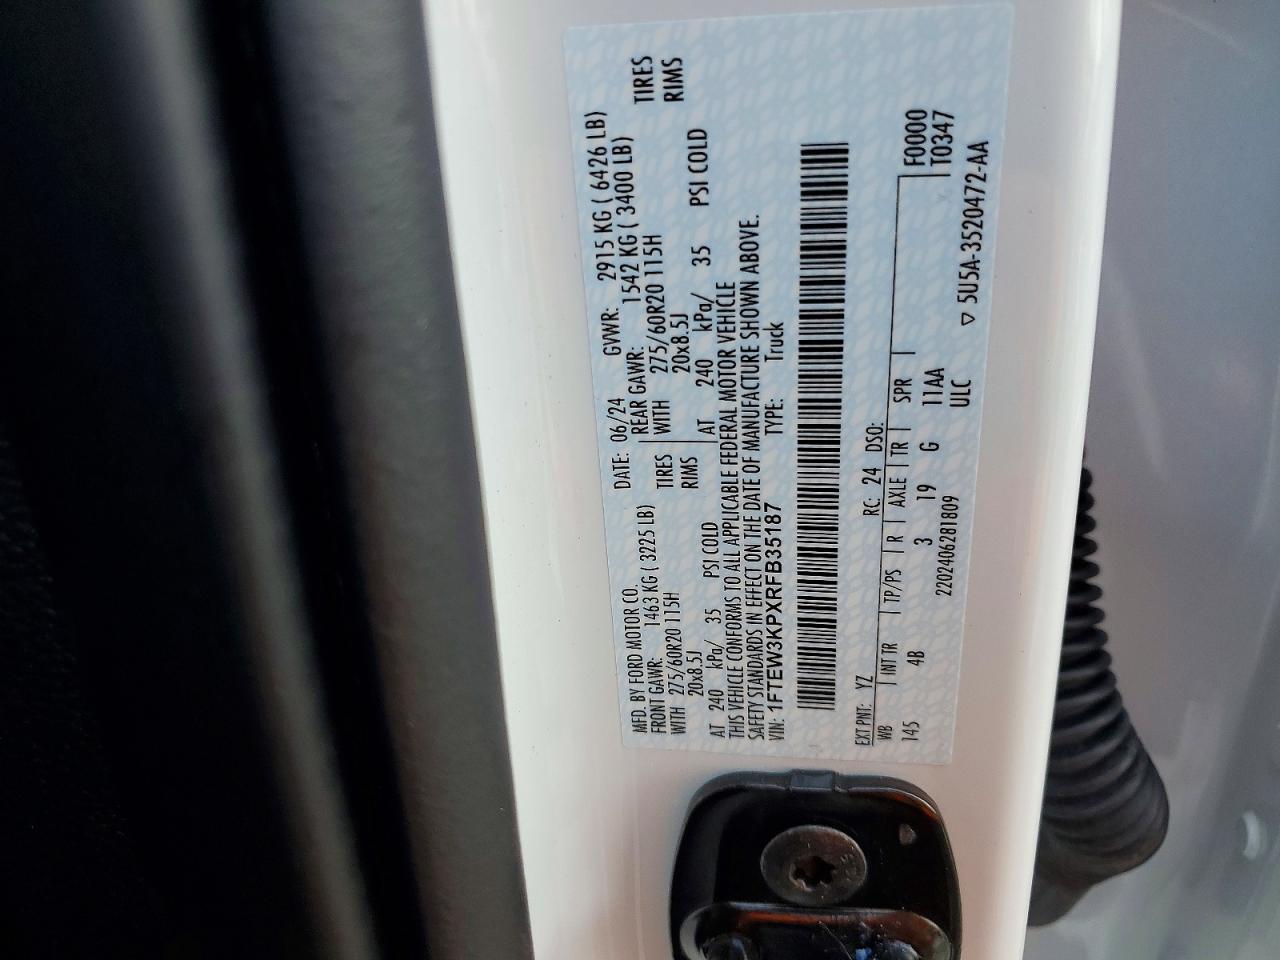 MFD. BY FORD MOTOR CO.
DATE: 06/24 GVWR: 2915 KG ( 6426 LB)
FRONT GAWR: 1463 KG ( 3225 LB) REAR GAWR: 1542 KG ( 3400 LB)
WITH 275/60R20 115H TIRES WITH 275/60R20 115H TIRES
20x8.5J RIMS 20x8.5J RIMS
AT 240 kPa/ 35 PSI COLD AT 240 kPa/ 35 PSI COLD
THIS VEHICLE CONFORMS TO ALL APPLICABLE FEDERAL MOTOR VEHICLE
SAFETY STANDARDS IN EFFECT ON THE DATE OF MANUFACTURE SHOWN ABOVE.
VIN: 1FTEW3KPXRFB35187 TYPE: Truck
EXT PNT: YZ RC: 24 DSO:
WB INT TR TP/PS R AXLE TR SPR F0000
145 4B 3 19 G 11AA T0347
2202406281809 ULC
▽ 5U5A-3520472-AA